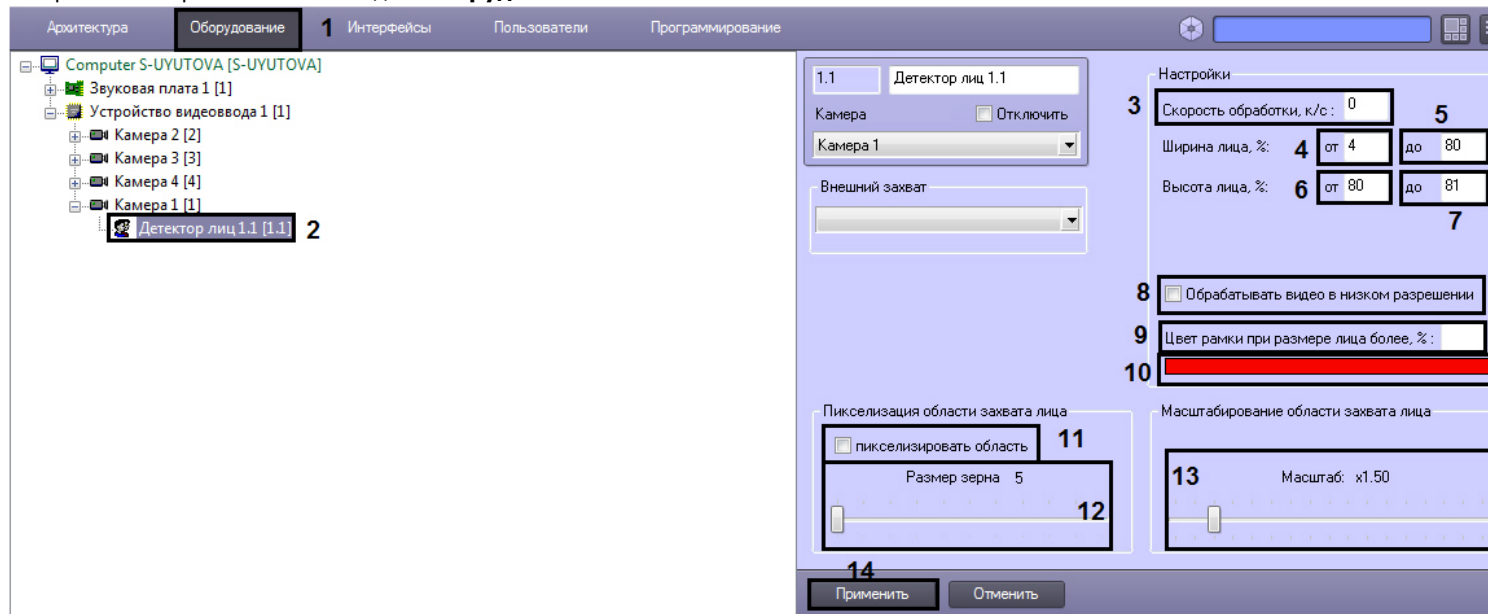 Архитектура Оборудование 1 Интерфейсы Пользователи Программирование
Computer S-UYUTOVA [S-UYUTOVA]
Звуковая плата 1 [1]
Устройство видеоввода 1 [1]
Камера 2 [2]
Камера 3 [3]
Камера 4 [4]
Камера 1 [1]
Детектор лиц 1.1 [1.1] 2
1.1 Детектор лиц 1.1
Камера Отключить
Камера 1
Внешний захват
Настройки
3 Скорость обработки, к/с : 0 5
Ширина лица, %: 4 от 4 до 80
Высота лица, %: 6 от 80 до 81
7
8 Обрабатывать видео в низком разрешении
9 Цвет рамки при размере лица более, % :
10
Пикселизация области захвата лица
пикселизировать область 11
Размер зерна 5
12
Масштабирование области захвата лица
13 Масштаб: x1.50
14
Применить Отменить